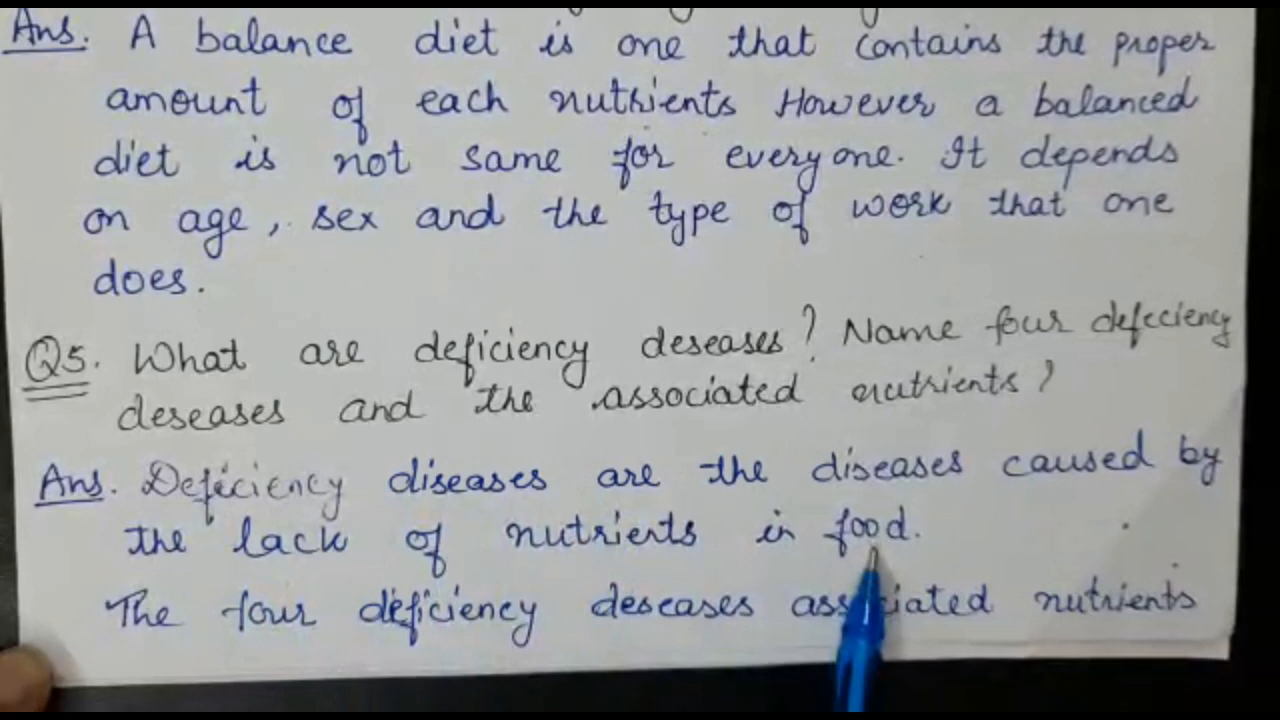 Ans. A balance diet is one that contains the proper
amount of each nutrients However a balanced
diet is not same for everyone. It depends
on age, sex and the type of work that one
does.
Q5. What are deficiency deseases? Name four defeciency
deseases and the associated nutrients?
Ans. Deficiency diseases are the diseases caused by
the lack of nutrients in food.
The four deficiency deseases associated nutrients